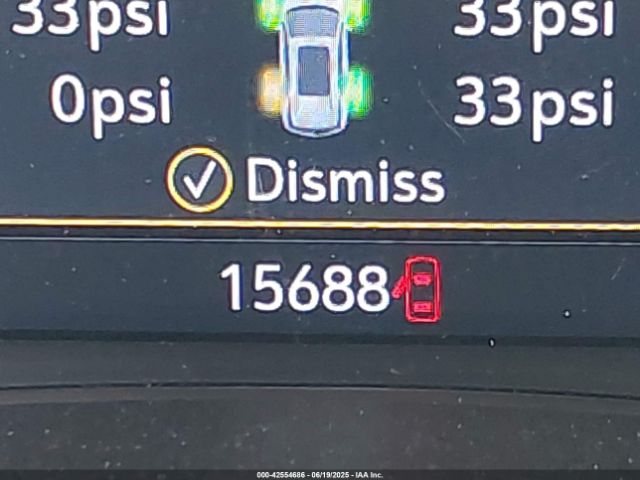 33psi 33psi
0psi 33psi
Dismiss
15688
000-42554686 - 06/19/2025 - IAA Inc.